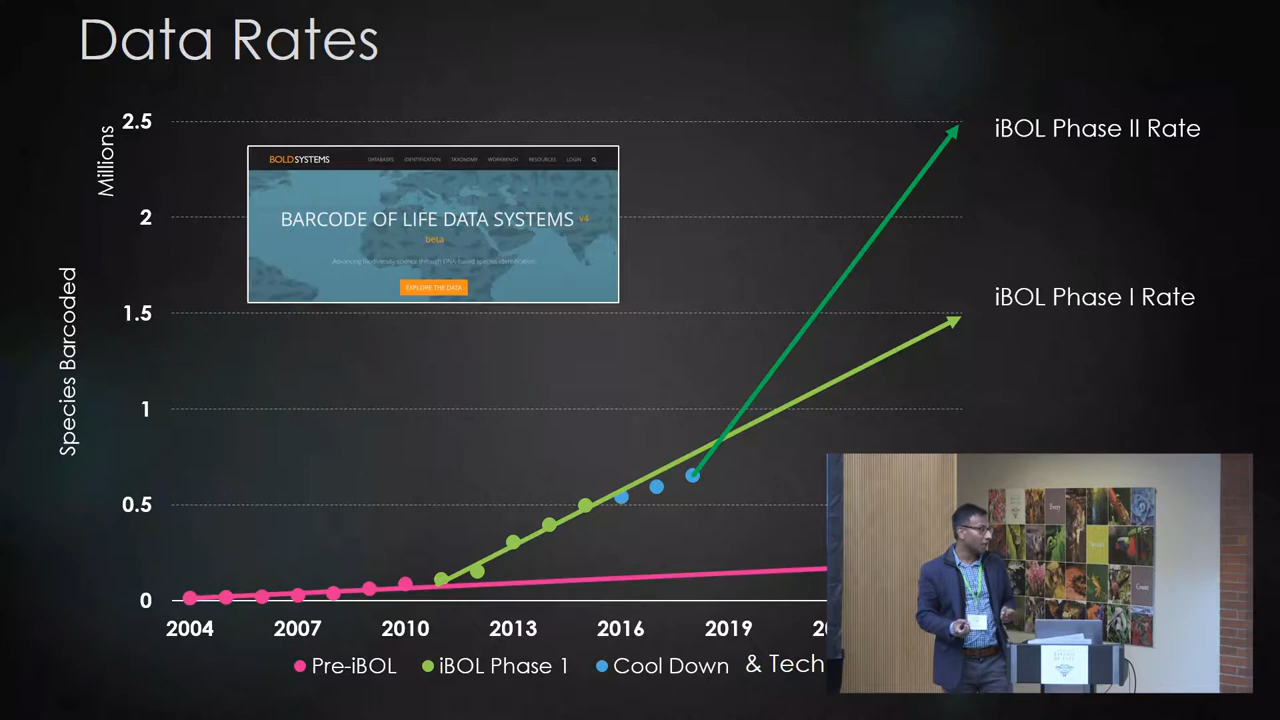 Data Rates
Millions
Species Barcoded
2.5
2
1.5
1
0.5
0
BOLDSYSTEMS
DATABASES IDENTIFICATION TAXONOMY WORKBENCH RESOURCES LOGIN
BARCODE OF LIFE DATA SYSTEMS v4
beta
Advancing biodiversity science through DNA-based species identification.
EXPLORE THE DATA
iBOL Phase II Rate
iBOL Phase I Rate
2004 2007 2010 2013 2016 2019
Pre-iBOL iBOL Phase 1 Cool Down & Tech
Every
Species
Count